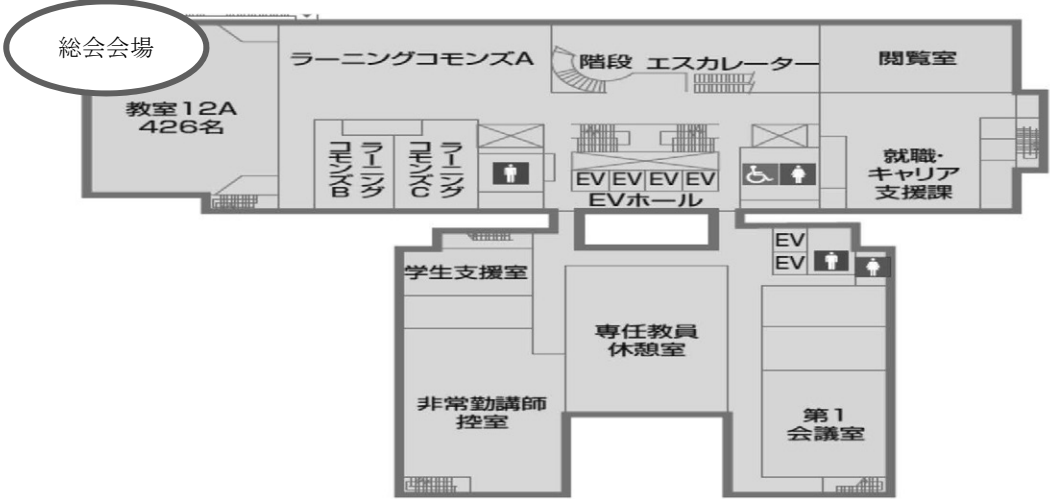 総会会場
教室12A
426名
ラーニングコモンズA
階段
エスカレーター
閲覧室
ラーニング
コモンズB
ラーニング
コモンズC
EV
EV
EV
EV
EVホール
就職・
キャリア
支援課
学生支援室
EV
EV
専任教員
休憩室
非常勤講師
控室
第1
会議室